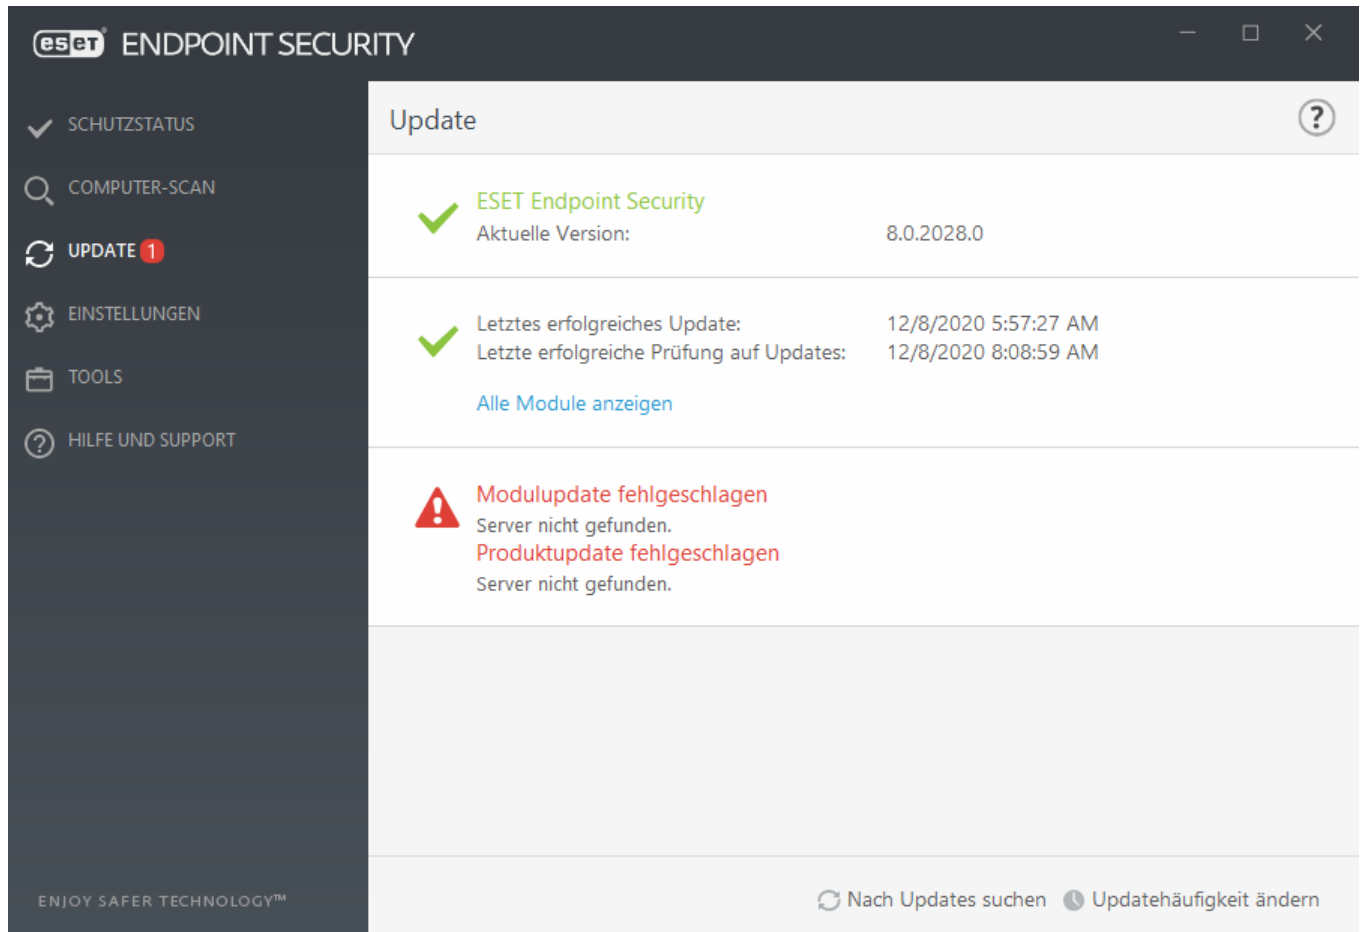 eset ENDPOINT SECURITY
SCHUTZSTATUS
COMPUTER-SCAN
UPDATE 1
EINSTELLUNGEN
TOOLS
HILFE UND SUPPORT
ENJOY SAFER TECHNOLOGY™
Update ?
ESET Endpoint Security
Aktuelle Version: 8.0.2028.0
Letztes erfolgreiches Update: 12/8/2020 5:57:27 AM
Letzte erfolgreiche Prüfung auf Updates: 12/8/2020 8:08:59 AM
Alle Module anzeigen
Modulupdate fehlgeschlagen
Server nicht gefunden.
Produktupdate fehlgeschlagen
Server nicht gefunden.
Nach Updates suchen Updatehäufigkeit ändern